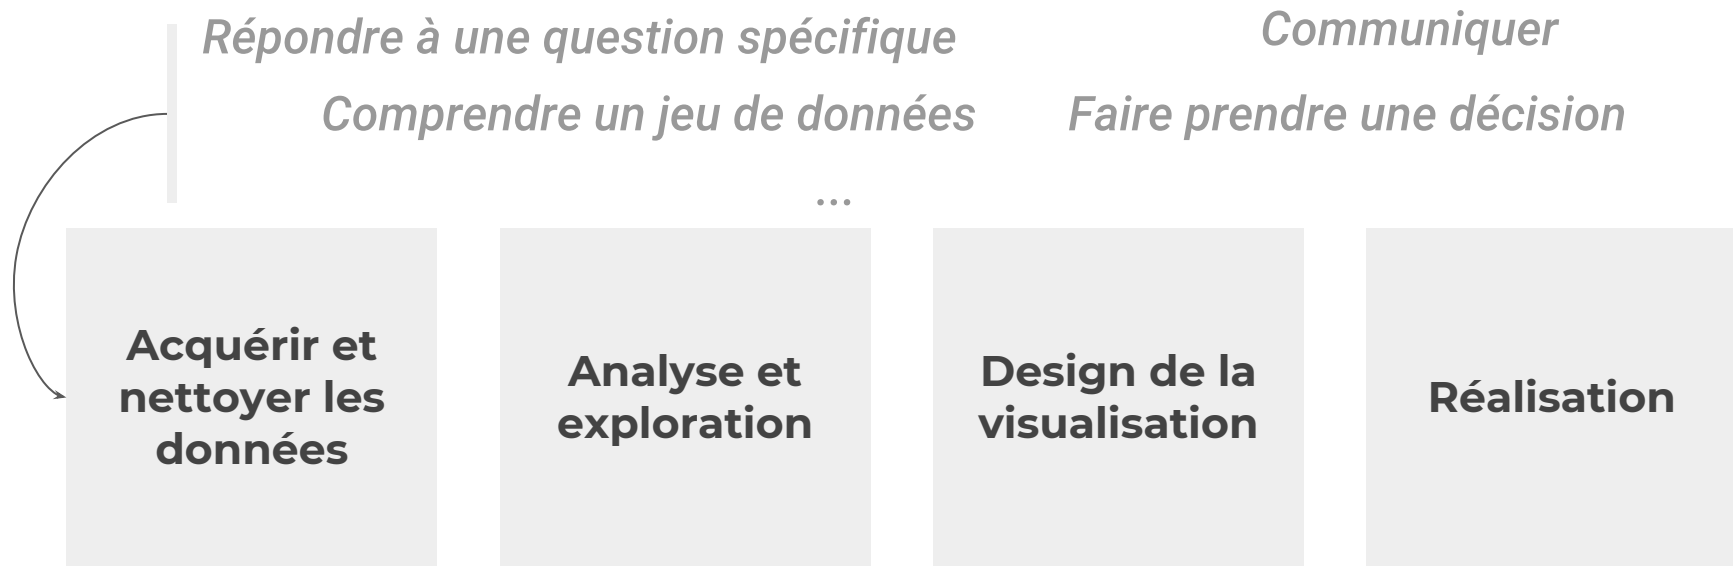 Répondre à une question spécifique
Communiquer
Comprendre un jeu de données
Faire prendre une décision
...
Acquérir et
nettoyer les
données
Analyse et
exploration
Design de la
visualisation
Réalisation